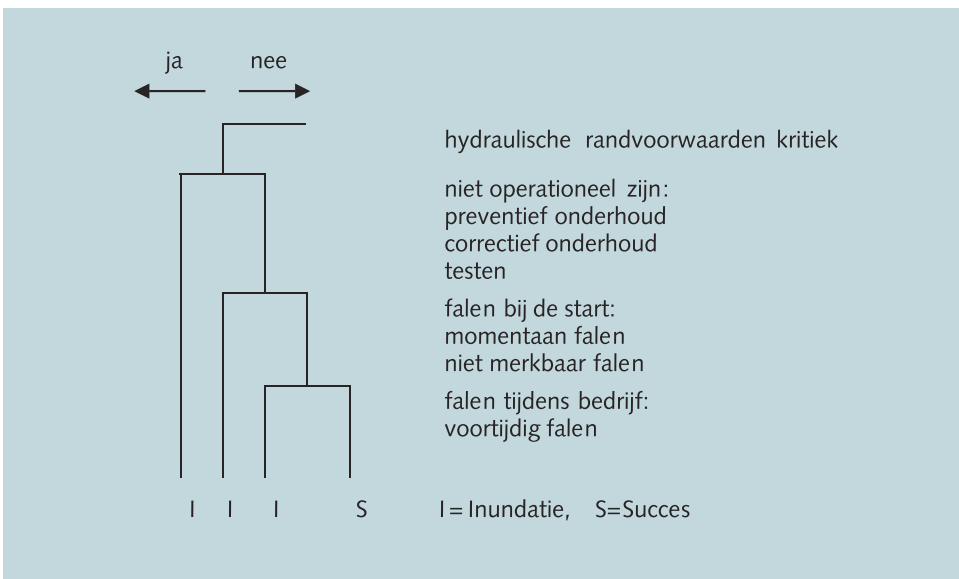 ja nee
hydraulische randvoorwaarden kritiek
niet operationeel zijn:
preventief onderhoud
correctief onderhoud
testen
falen bij de start:
momentaan falen
niet merkbaar falen
falen tijdens bedrijf:
voortijdig falen
I I I S I = Inundatie, S=Succes